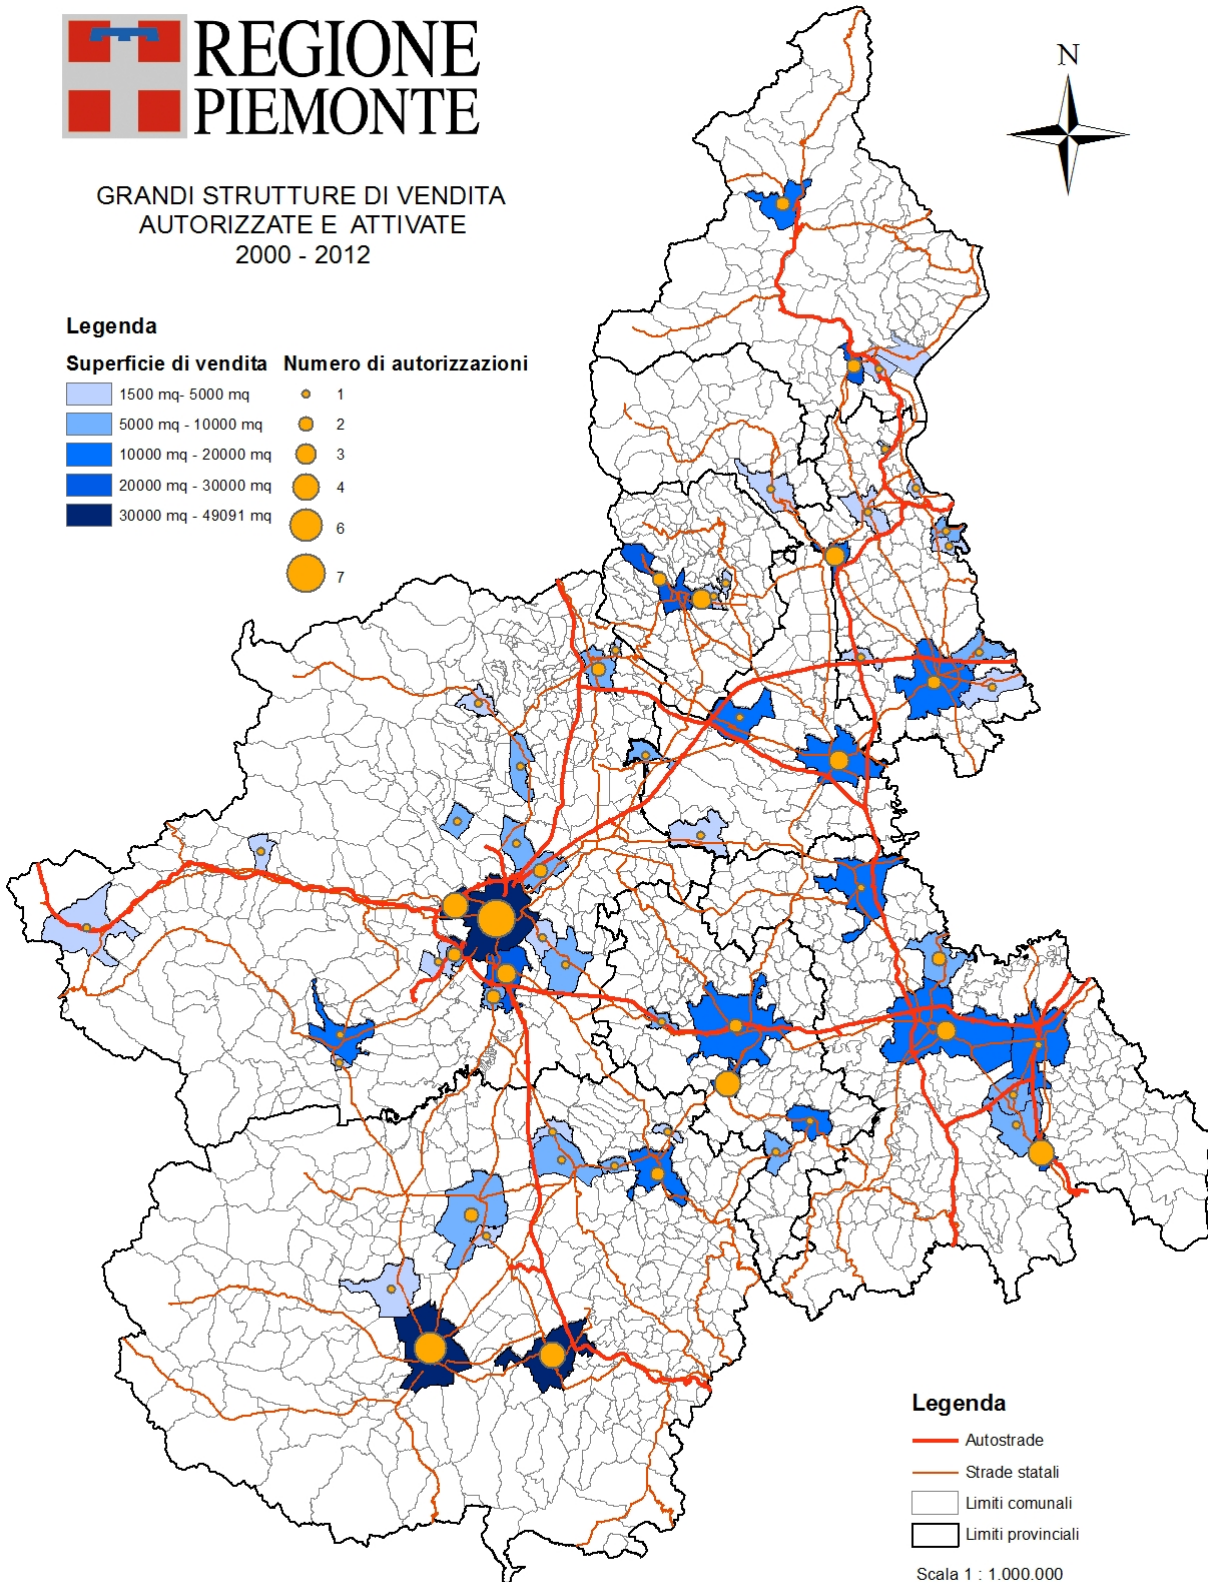 REGIONE
PIEMONTE
N
GRANDI STRUTTURE DI VENDITA
AUTORIZZATE E ATTIVATE
2000 - 2012
Legenda
Superficie di vendita Numero di autorizzazioni
1500 mq- 5000 mq 1
5000 mq - 10000 mq 2
10000 mq - 20000 mq 3
20000 mq - 30000 mq 4
30000 mq - 49091 mq 6
7
Legenda
Autostrade
Strade statali
Limiti comunali
Limiti provinciali
Scala 1 : 1.000.000